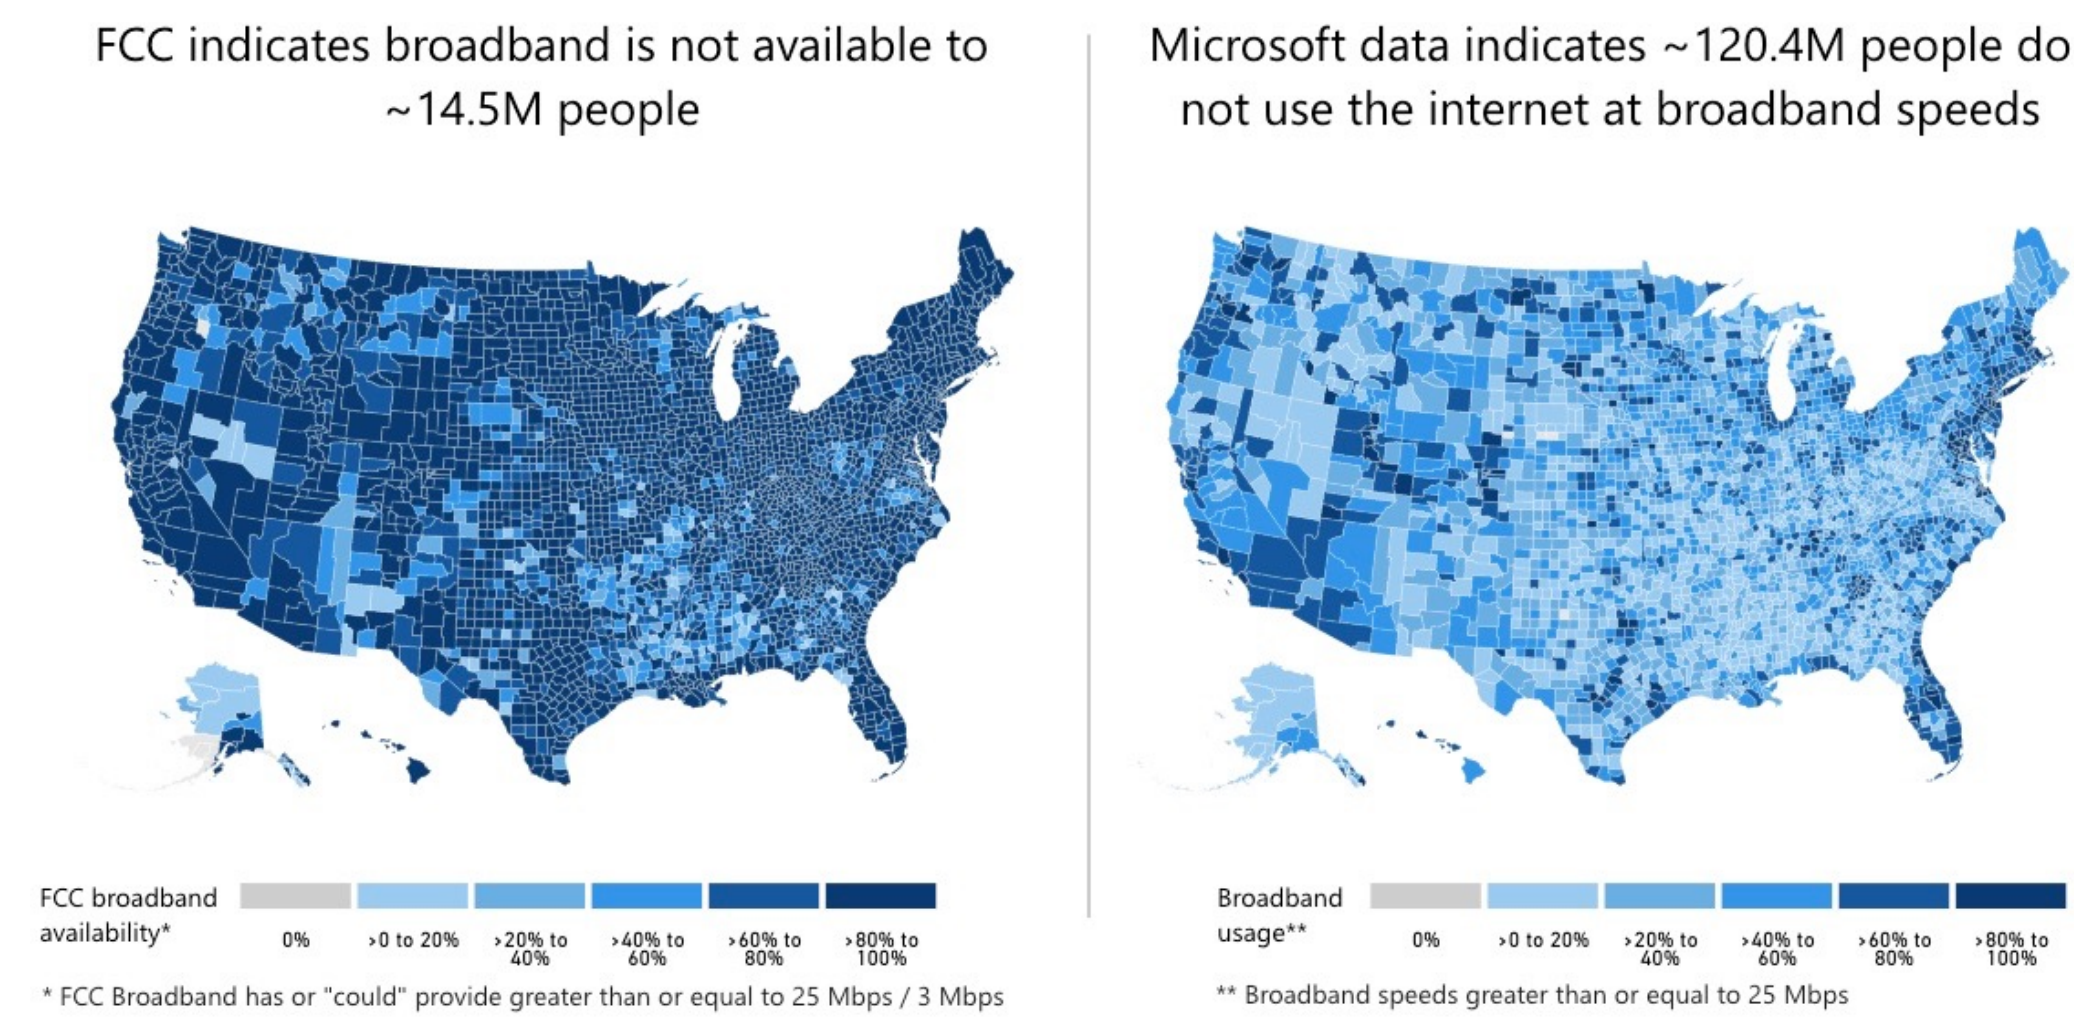 FCC indicates broadband is not available to
~14.5M people
Microsoft data indicates ~120.4M people do
not use the internet at broadband speeds
FCC broadband
availability*
0%
>0 to 20%
>20% to
40%
>40% to
60%
>60% to
80%
>80% to
100%
* FCC Broadband has or "could" provide greater than or equal to 25 Mbps / 3 Mbps
Broadband
usage**
0%
>0 to 20%
>20% to
40%
>40% to
60%
>60% to
80%
>80% to
100%
** Broadband speeds greater than or equal to 25 Mbps